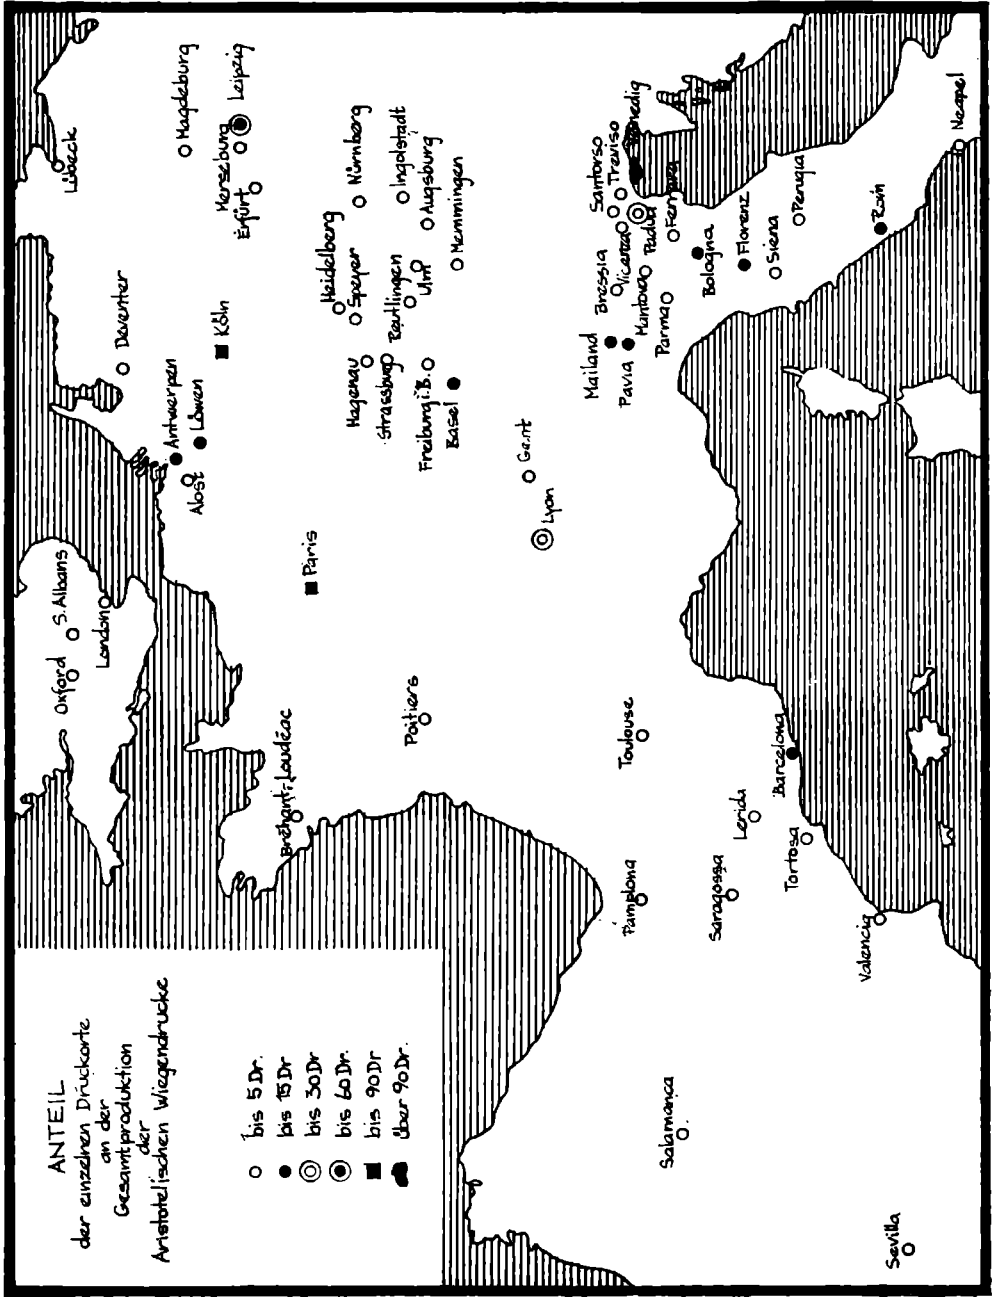 ANTEIL
der einzelnen Druckorte
an der
Gesamtproduktion
der
Aristotelischen Wiegendrucke
bis 5 Dr.
bis 15 Dr
bis 30 Dr
bis 60 Dr.
bis 90 Dr
über 90 Dr.
Lübeck
Magdeburg
Leipzig
Merseburg
Erfurt
Nürnberg
Ingolstadt
Augsburg
Memmingen
Heidelberg
Speyer
Reutlingen
Ulm
Deventer
Köln
Antwerpen
Löwen
Alost
Hagenau
Strassburg
Freiburg i. B.
Basel
Genf
Lyon
Paris
S. Albans
Oxford
London
Poitiers
Bréhant-Loudéac
Toulouse
Santorso
Treviso
Venedig
Bressia
Vicenza
Padua
Ferrara
Mailand
Pavia
Mantova
Parma
Bologna
Florenz
Siena
Perugia
Rom
Neapel
Barcelona
Lerida
Tortosa
Pamplona
Saragossa
Valencia
Salamanca
Sevilla